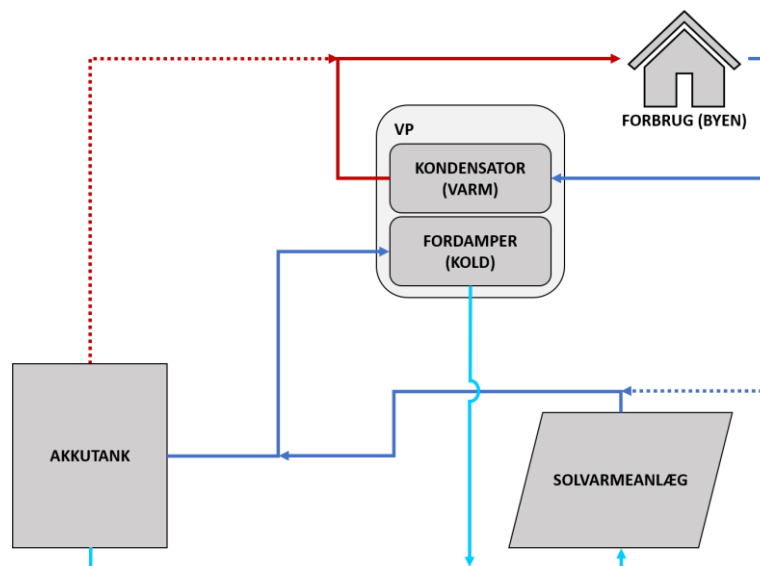 FORBRUG (BYEN)
VP
KONDENSATOR
(VARM)
FORDAMPER
(KOLD)
AKKUTANK
SOLVARMEANLÆG